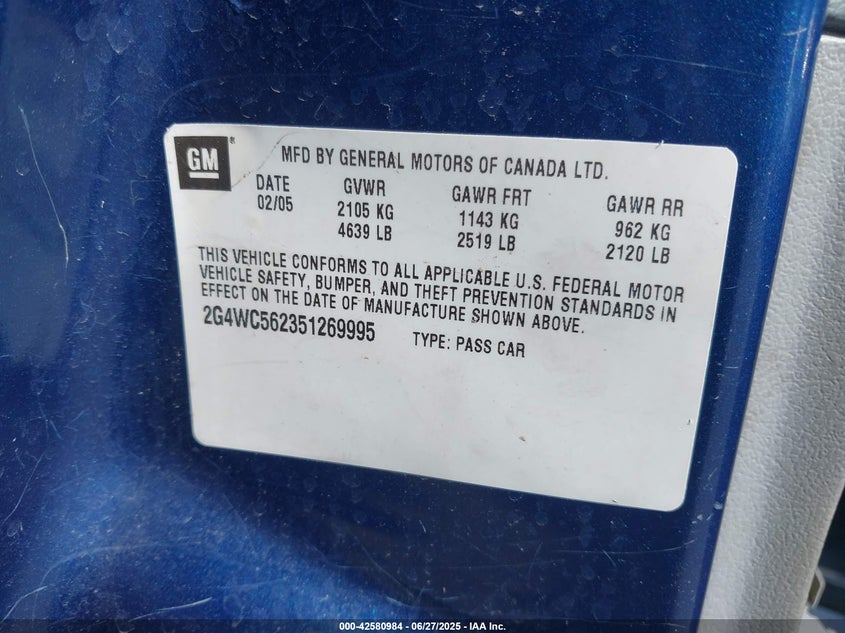 GM®
MFD BY GENERAL MOTORS OF CANADA LTD.
DATE GVWR GAWR FRT GAWR RR
02/05 2105 KG 1143 KG 962 KG
4639 LB 2519 LB 2120 LB
THIS VEHICLE CONFORMS TO ALL APPLICABLE U.S. FEDERAL MOTOR
VEHICLE SAFETY, BUMPER, AND THEFT PREVENTION STANDARDS IN
EFFECT ON THE DATE OF MANUFACTURE SHOWN ABOVE.
2G4WC562351269995 TYPE: PASS CAR
000-42580984 - 06/27/2025 - IAA Inc.